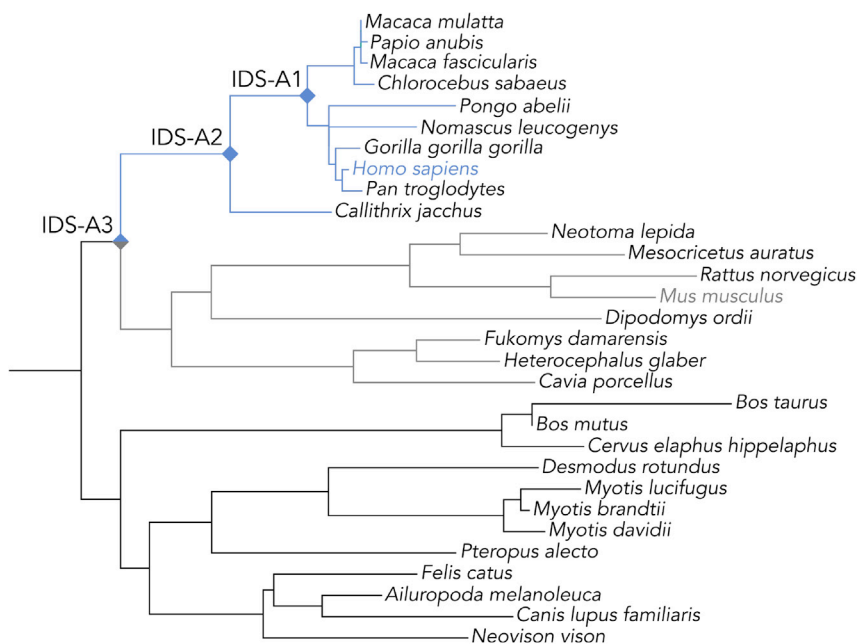 Macaca mulatta
Papio anubis
Macaca fascicularis
IDS-A1
Chlorocebus sabaeus
Pongo abelii
Nomascus leucogenys
IDS-A2
Gorilla gorilla gorilla
Homo sapiens
Pan troglodytes
Callithrix jacchus
IDS-A3
Neotoma lepida
Mesocricetus auratus
Rattus norvegicus
Mus musculus
Dipodomys ordii
Fukomys damarensis
Heterocephalus glaber
Cavia porcellus
Bos taurus
Bos mutus
Cervus elaphus hippelaphus
Desmodus rotundus
Myotis lucifugus
Myotis brandtii
Myotis davidii
Pteropus alecto
Felis catus
Ailuropoda melanoleuca
Canis lupus familiaris
Neovison vison